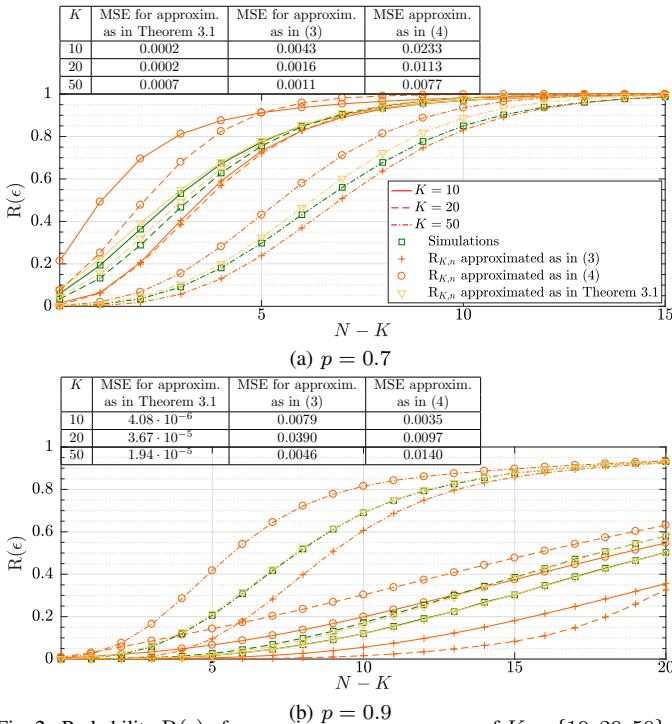 K MSE for approxim. as in Theorem 3.1 MSE for approxim. as in (3) MSE approxim. as in (4)
10 0.0002 0.0043 0.0233
20 0.0002 0.0016 0.0113
50 0.0007 0.0011 0.0077
R(ϵ)
1
0.8
0.6
0.4
0.2
0
5 10 15
N − K
K = 10
K = 20
K = 50
Simulations
R_{K,n} approximated as in (3)
R_{K,n} approximated as in (4)
R_{K,n} approximated as in Theorem 3.1
(a) p = 0.7
K MSE for approxim. as in Theorem 3.1 MSE for approxim. as in (3) MSE approxim. as in (4)
10 4.08 · 10⁻⁶ 0.0079 0.0035
20 3.67 · 10⁻⁵ 0.0390 0.0097
50 1.94 · 10⁻⁵ 0.0046 0.0140
R(ϵ)
1
0.8
0.6
0.4
0.2
0
5 10 15 20
N − K
(b) p = 0.9